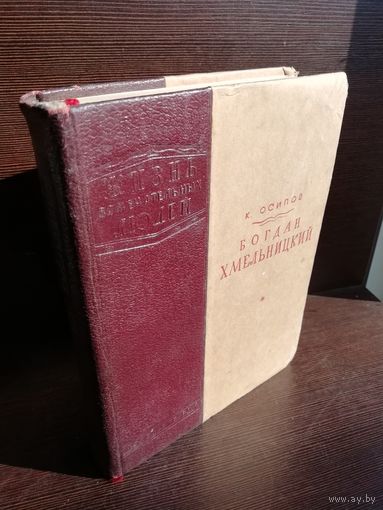 ЖИЗНЬ
ЗАМЕЧАТЕЛЬНЫХ
ЛЮДЕЙ
К. ОСИПОВ
БОГДАН
ХМЕЛЬНИЦКИЙ
www.ay.by